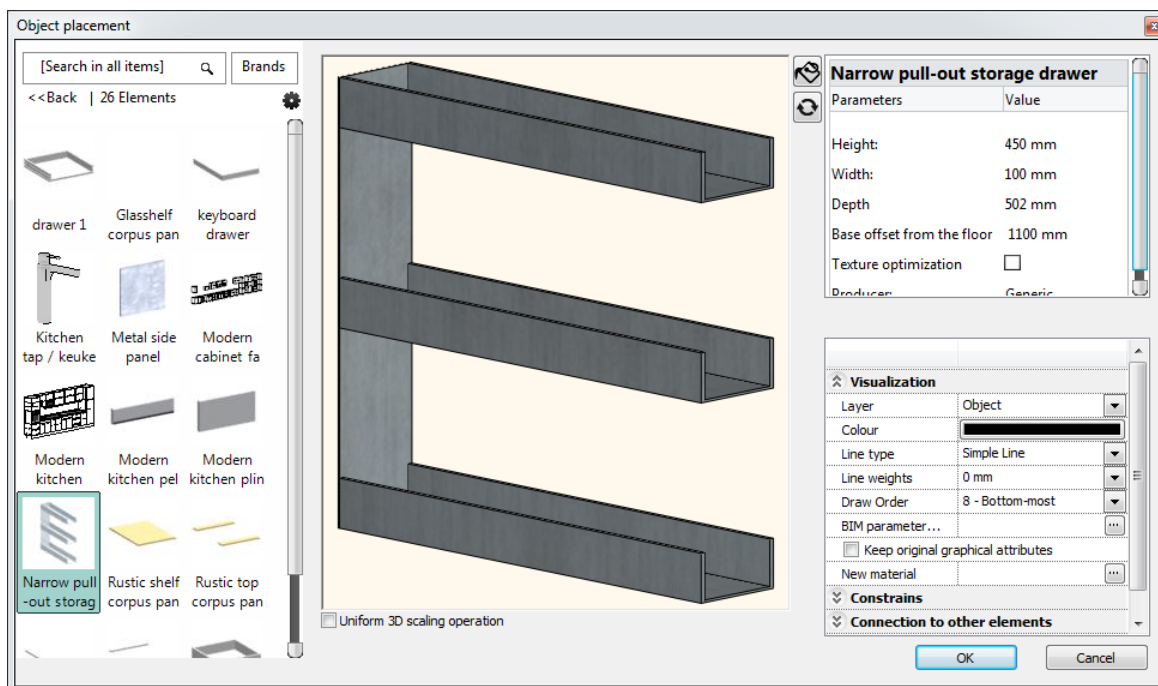 Object placement
[Search in all items]
Brands
<<Back | 26 Elements
drawer 1
Glasshelf
corpus pan
keyboard
drawer
Kitchen
tap / keuke
Metal side
panel
Modern
cabinet fa
Modern
kitchen
Modern
kitchen pel
Modern
kitchen plin
Narrow pull
-out storag
Rustic shelf
corpus pan
Rustic top
corpus pan
Uniform 3D scaling operation
Narrow pull-out storage drawer
Parameters Value
Height: 450 mm
Width: 100 mm
Depth 502 mm
Base offset from the floor 1100 mm
Texture optimization
Producer: Generic
Visualization
Layer Object
Colour
Line type Simple Line
Line weights 0 mm
Draw Order 8 - Bottom-most
BIM parameter... ...
Keep original graphical attributes
New material ...
Constrains
Connection to other elements
OK Cancel